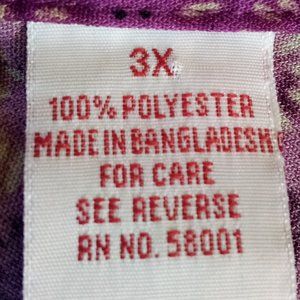 3X
100% POLYESTER
MADE IN BANGLADESH
FOR CARE
SEE REVERSE
RN NO. 58001